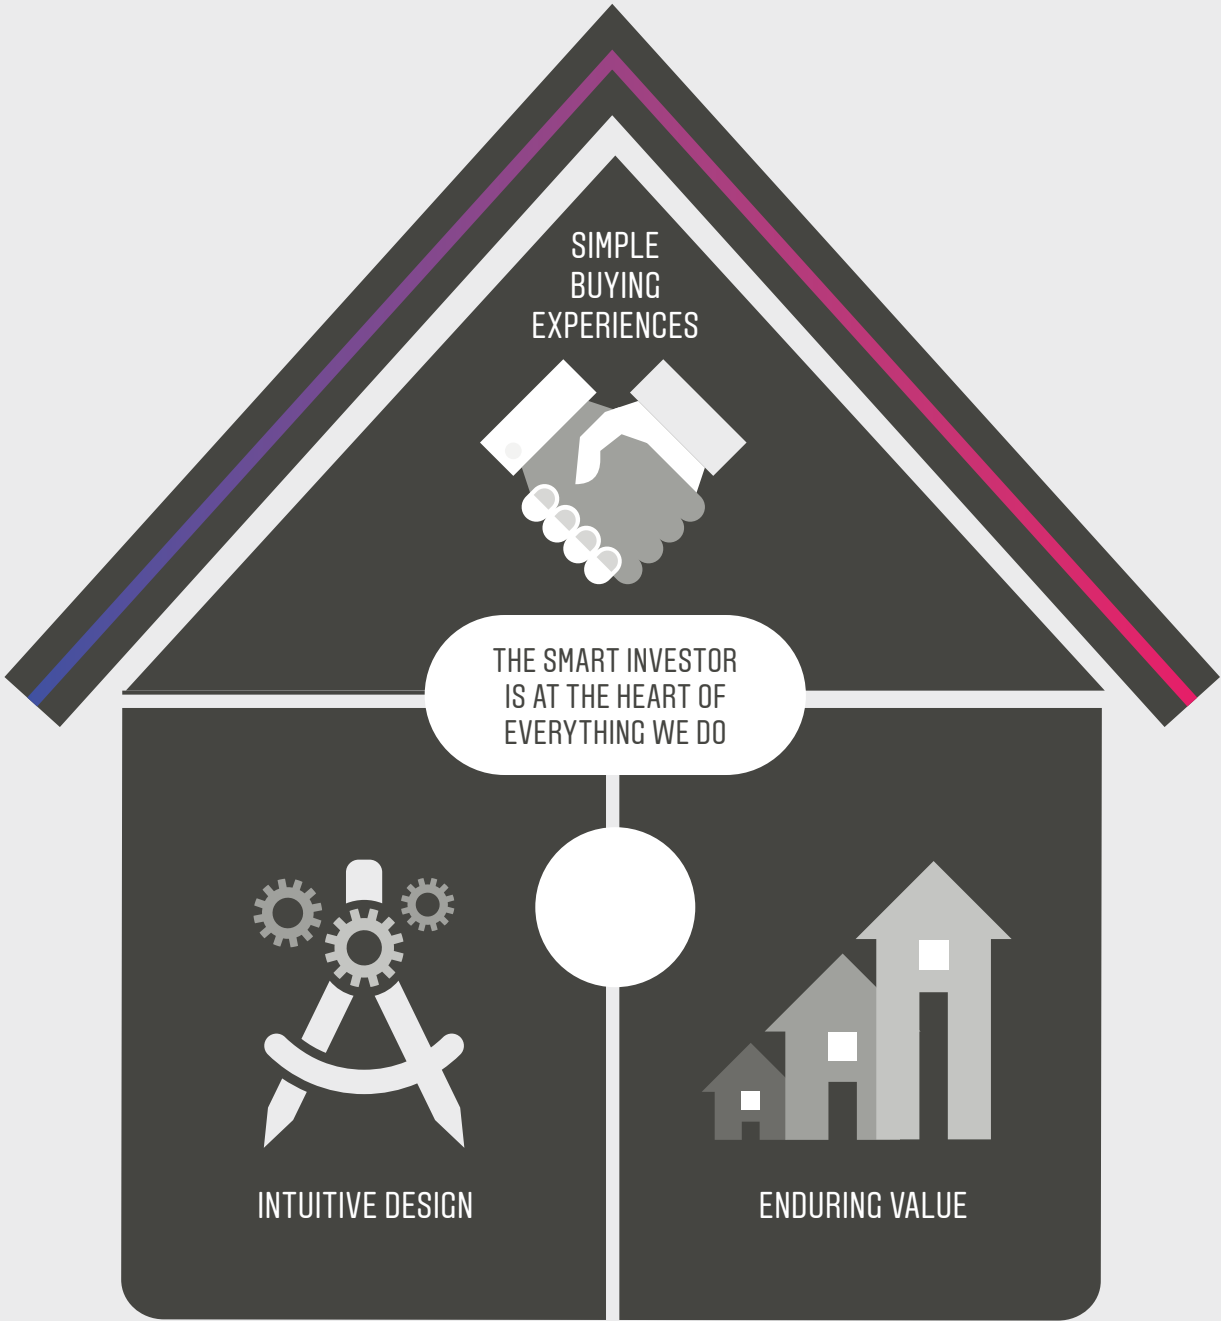 SIMPLE
BUYING
EXPERIENCES
THE SMART INVESTOR
IS AT THE HEART OF
EVERYTHING WE DO
INTUITIVE DESIGN
ENDURING VALUE